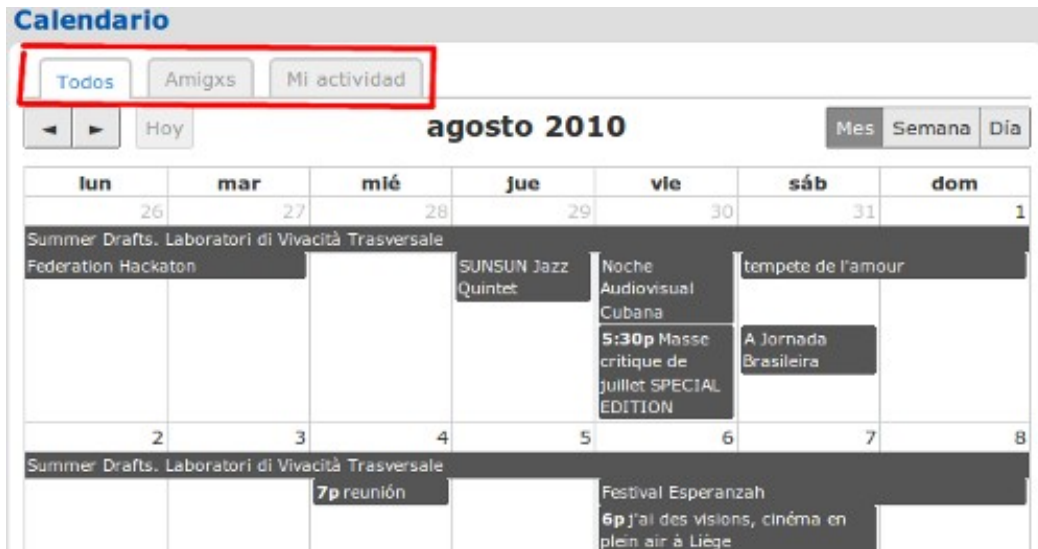 Calendario
Todos Amigxs Mi actividad
◄ ► Hoy agosto 2010 Mes Semana Día
lun mar mié jue vie sáb dom
26 27 28 29 30 31 1
Summer Drafts. Laboratori di Vivacità Trasversale
Federation Hackaton
SUNSUN Jazz
Quintet
Noche
Audiovisual
Cubana
tempete de l'amour
5:30p Masse
critique de
juillet SPECIAL
EDITION
A Jornada
Brasileira
2 3 4 5 6 7 8
Summer Drafts. Laboratori di Vivacità Trasversale
7p reunión
Festival Esperanzah
6p j'ai des visions, cinéma en
plein air à Liège